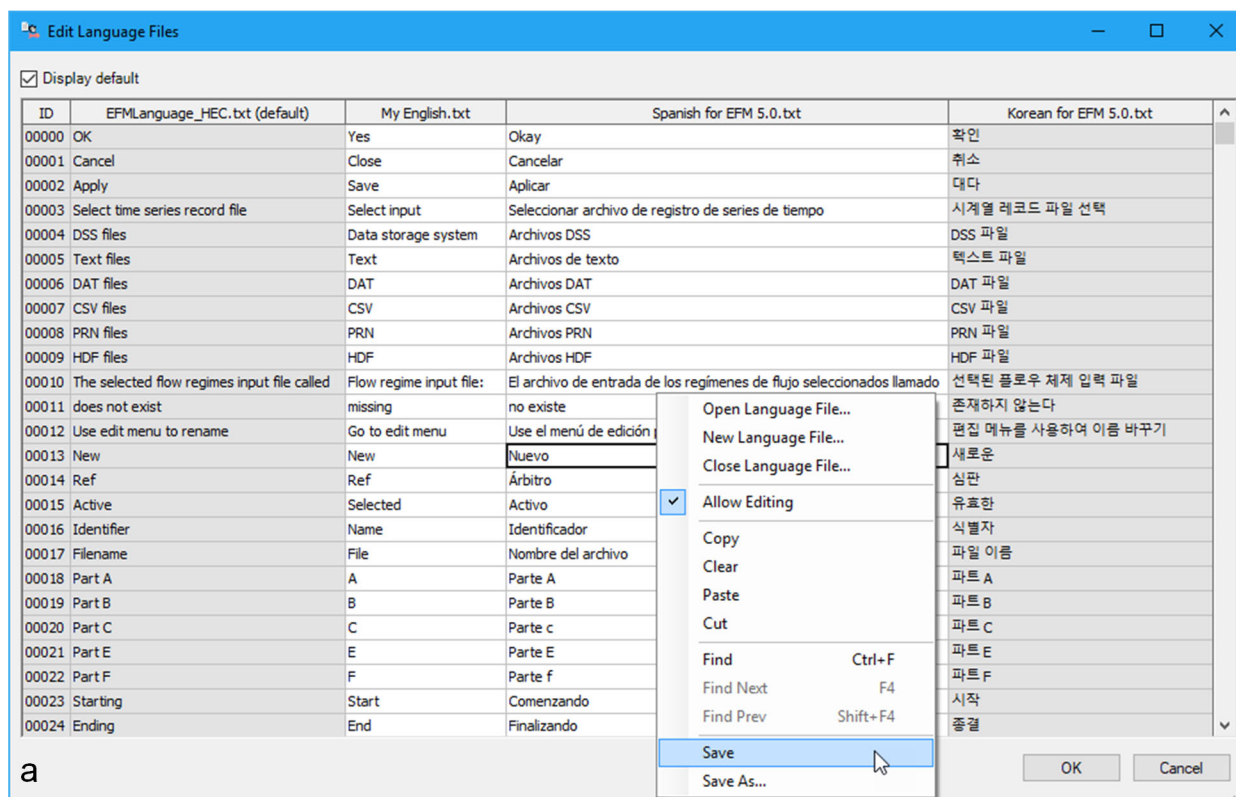 Edit Language Files
Display default
ID EFMLanguage_HEC.txt (default) My English.txt Spanish for EFM 5.0.txt Korean for EFM 5.0.txt
00000 OK Yes Okay 확인
00001 Cancel Close Cancelar 취소
00002 Apply Save Aplicar 대다
00003 Select time series record file Select input Seleccionar archivo de registro de series de tiempo 시계열 레코드 파일 선택
00004 DSS files Data storage system Archivos DSS DSS 파일
00005 Text files Text Archivos de texto 텍스트 파일
00006 DAT files DAT Archivos DAT DAT 파일
00007 CSV files CSV Archivos CSV CSV 파일
00008 PRN files PRN Archivos PRN PRN 파일
00009 HDF files HDF Archivos HDF HDF 파일
00010 The selected flow regimes input file called Flow regime input file: El archivo de entrada de los regímenes de flujo seleccionados llamado 선택된 플로우 체제 입력 파일
00011 does not exist missing no existe 존재하지 않는다
00012 Use edit menu to rename Go to edit menu Use el menú de edición 편집 메뉴를 사용하여 이름 바꾸기
00013 New New Nuevo 새로운
00014 Ref Ref Árbitro 심판
00015 Active Selected Activo 유효한
00016 Identifier Name Identificador 식별자
00017 Filename File Nombre del archivo 파일 이름
00018 Part A A Parte A 파트 A
00019 Part B B Parte B 파트 B
00020 Part C C Parte c 파트 C
00021 Part E E Parte E 파트 E
00022 Part F F Parte f 파트 F
00023 Starting Start Comenzando 시작
00024 Ending End Finalizando 종결
Open Language File...
New Language File...
Close Language File...
Allow Editing
Copy
Clear
Paste
Cut
Find Ctrl+F
Find Next F4
Find Prev Shift+F4
Save
Save As...
OK Cancel
a